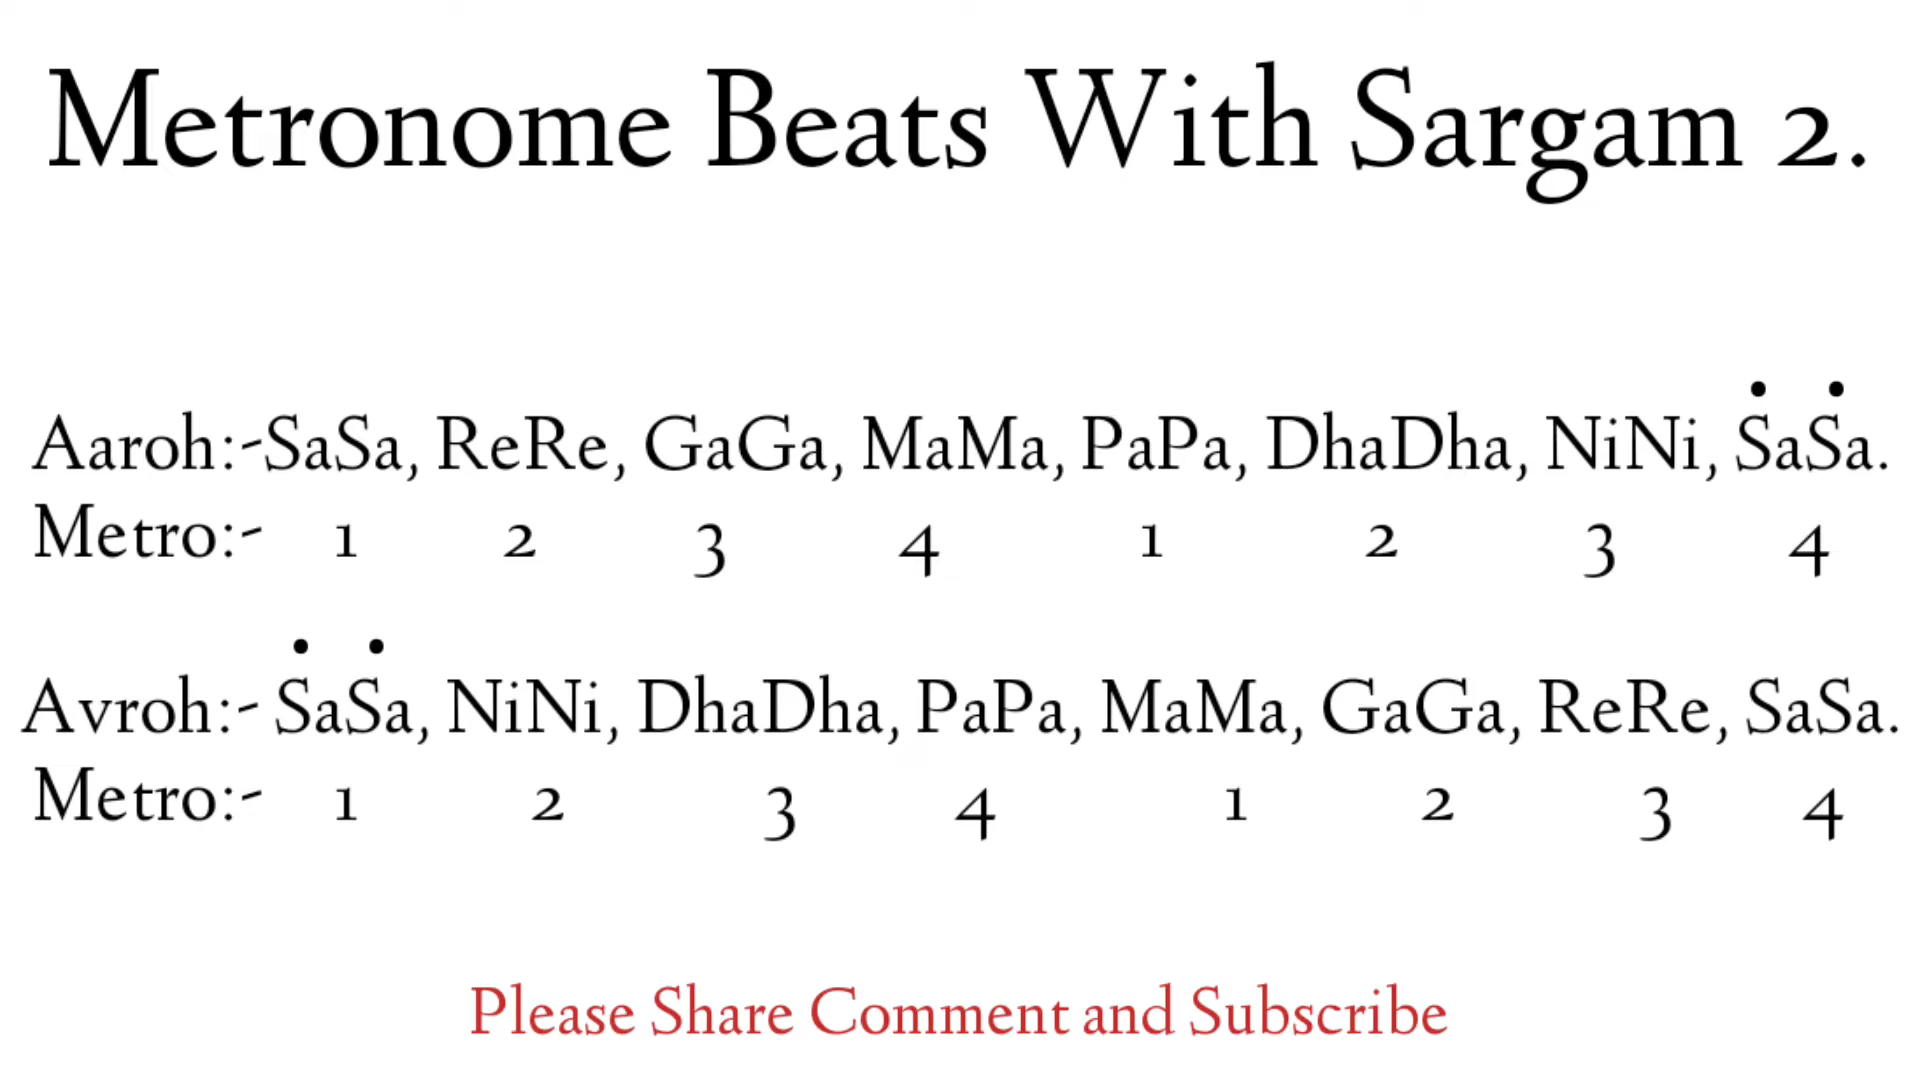 Metronome Beats With Sargam 2.
Aaroh:-SaSa, ReRe, GaGa, MaMa, PaPa, DhaDha, NiNi, ṠaṠa.
Metro:- 1 2 3 4 1 2 3 4
Avroh:- ṠaṠa, NiNi, DhaDha, PaPa, MaMa, GaGa, ReRe, SaSa.
Metro:- 1 2 3 4 1 2 3 4
Please Share Comment and Subscribe